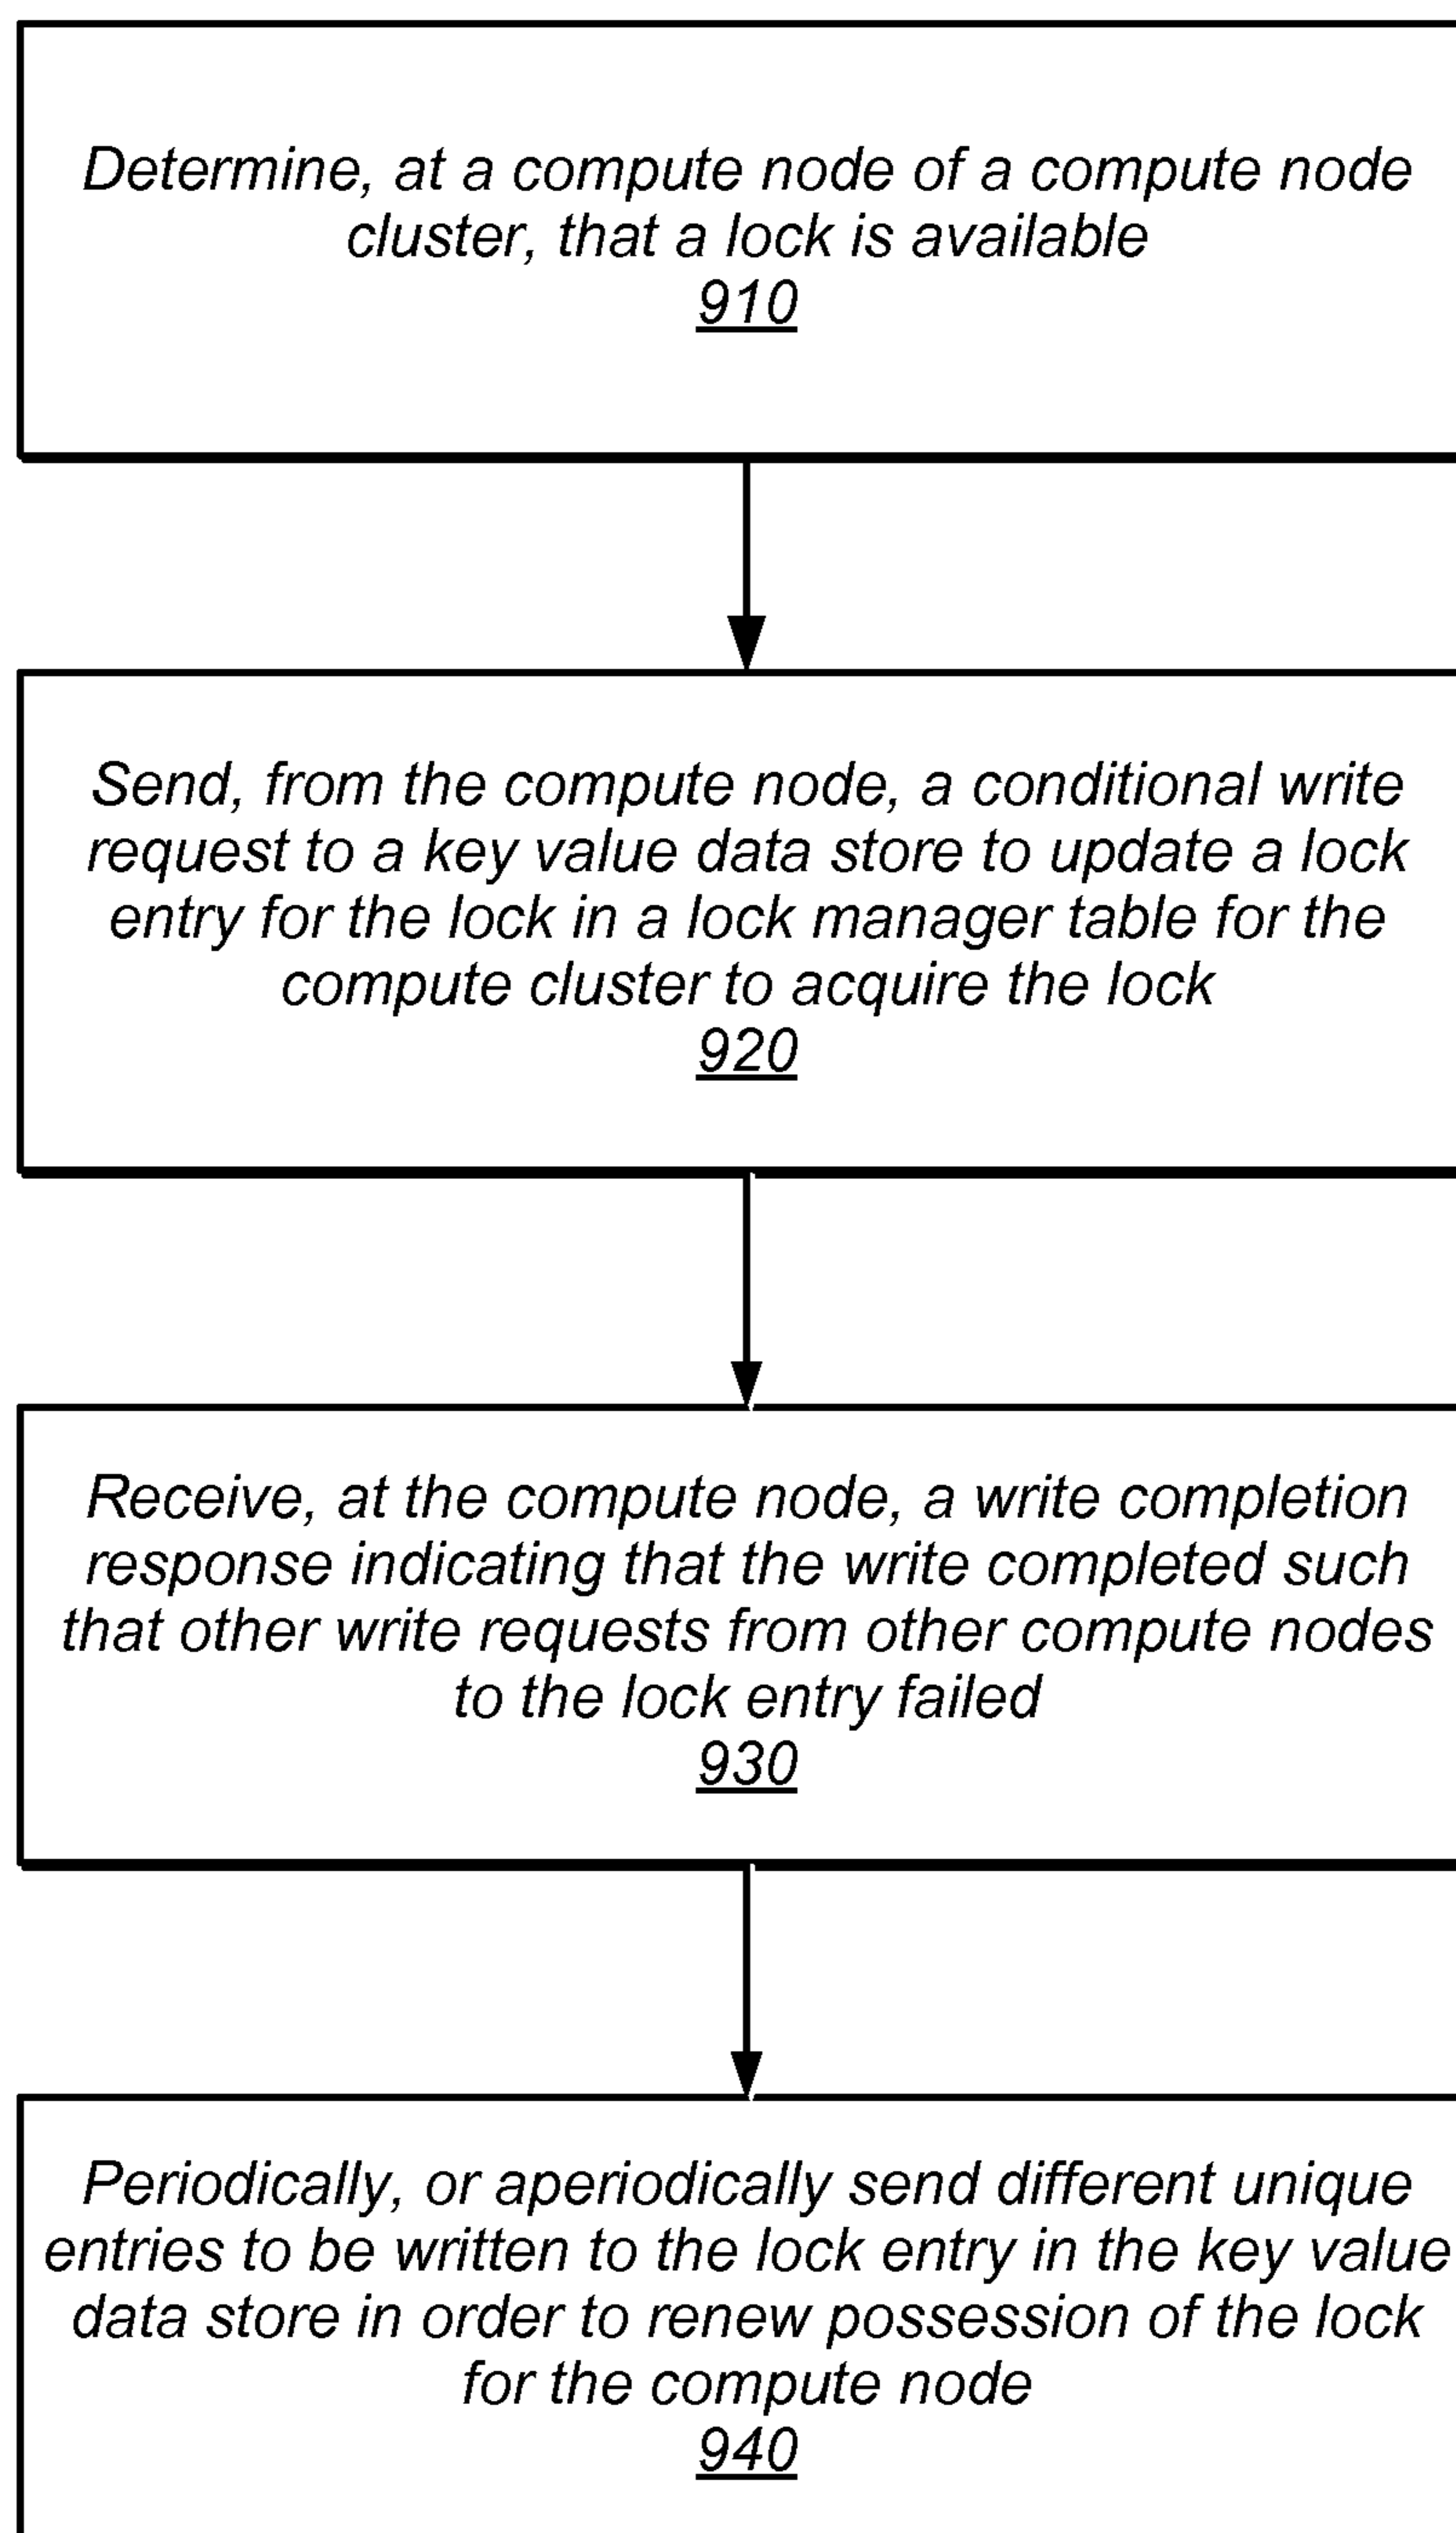 Determine, at a compute node of a compute node
cluster, that a lock is available
910
Send, from the compute node, a conditional write
request to a key value data store to update a lock
entry for the lock in a lock manager table for the
compute cluster to acquire the lock
920
Receive, at the compute node, a write completion
response indicating that the write completed such
that other write requests from other compute nodes
to the lock entry failed
930
Periodically, or aperiodically send different unique
entries to be written to the lock entry in the key value
data store in order to renew possession of the lock
for the compute node
940